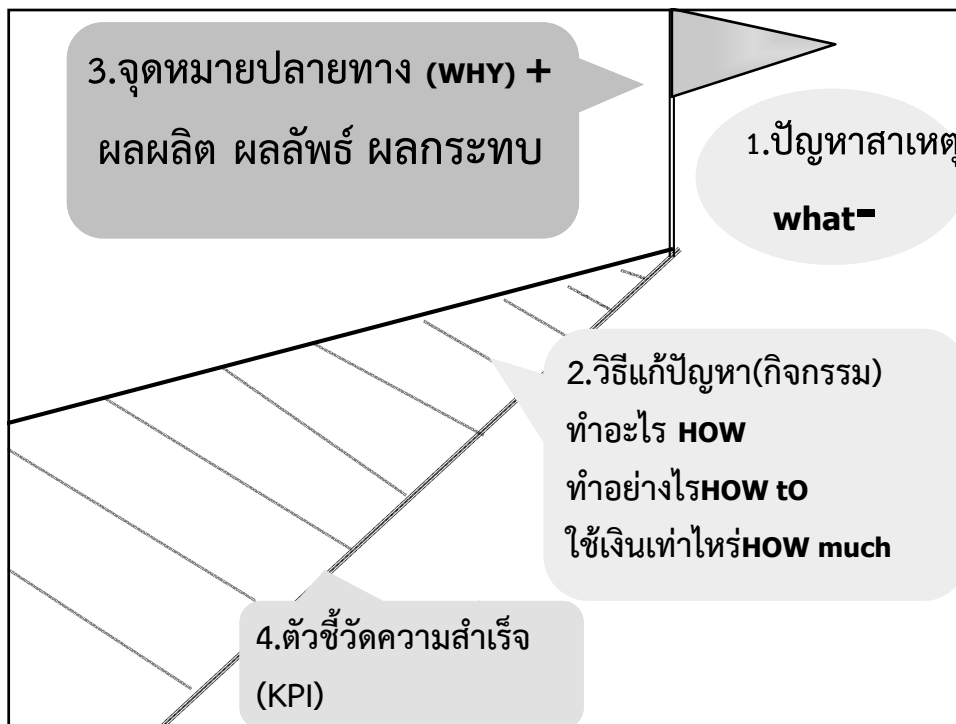 3.จุดหมายปลายทาง (WHY) +
ผลผลิต ผลลัพธ์ ผลกระทบ
1.ปัญหาสาเหตุ
what-
2.วิธีแก้ปัญหา(กิจกรรม)
ทำอะไร HOW
ทำอย่างไรHOW tO
ใช้เงินเท่าไหร่HOW much
4.ตัวชี้วัดความสำเร็จ
(KPI)